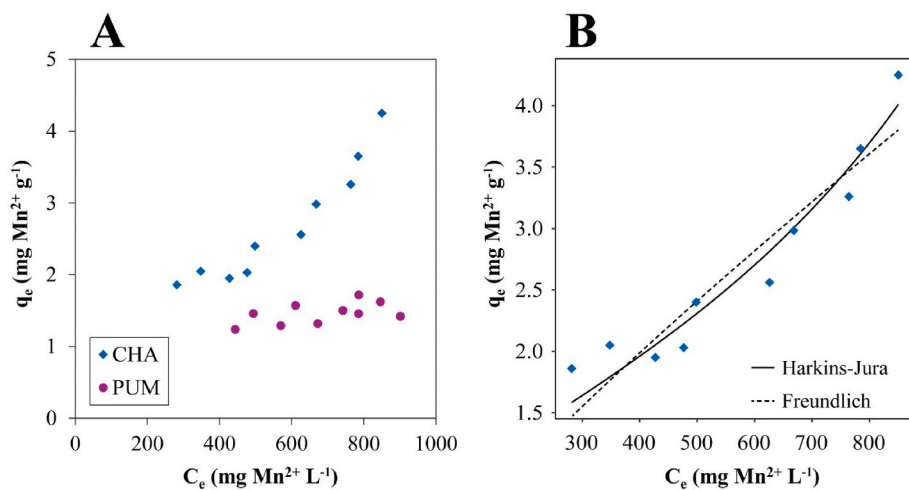 A
5
4
3
2
1
0
qₑ (mg Mn²⁺ g⁻¹)
CHA
PUM
0 200 400 600 800 1000
Cₑ (mg Mn²⁺ L⁻¹)
B
4.0
3.5
3.0
2.5
2.0
1.5
qₑ (mg Mn²⁺ g⁻¹)
Harkins-Jura
Freundlich
300 400 500 600 700 800
Cₑ (mg Mn²⁺ L⁻¹)